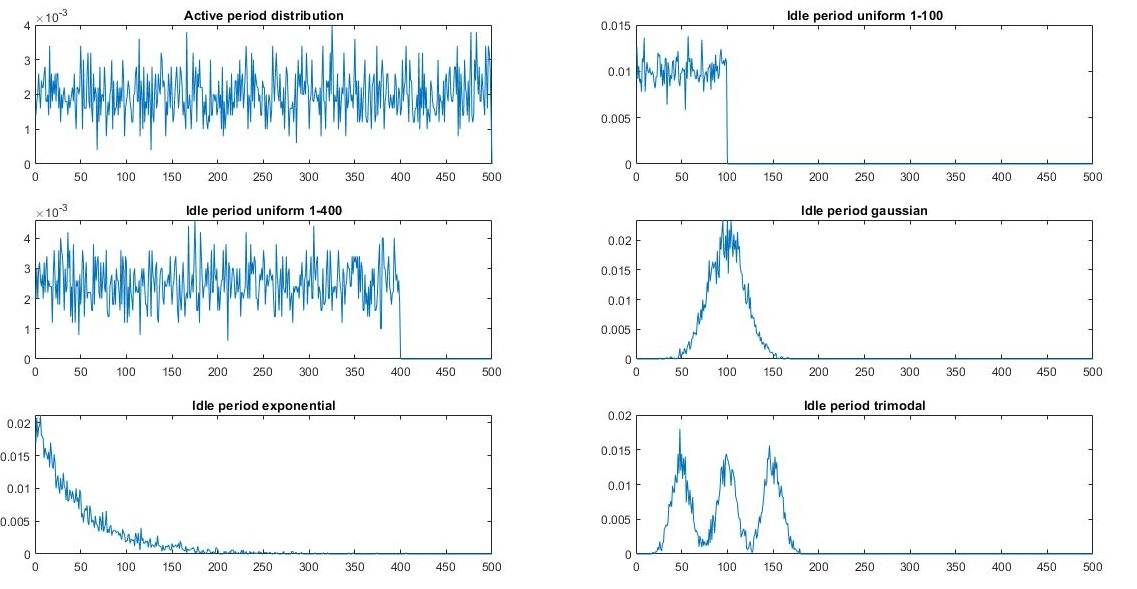 Active period distribution
×10⁻³
4
3
2
1
0
0 50 100 150 200 250 300 350 400 450 500
Idle period uniform 1-100
0.015
0.01
0.005
0
0 50 100 150 200 250 300 350 400 450 500
Idle period uniform 1-400
×10⁻³
4
3
2
1
0
0 50 100 150 200 250 300 350 400 450 500
Idle period gaussian
0.02
0.015
0.01
0.005
0
0 50 100 150 200 250 300 350 400 450 500
Idle period exponential
0.02
0.015
0.01
0.005
0
0 50 100 150 200 250 300 350 400 450 500
Idle period trimodal
0.02
0.015
0.01
0.005
0
0 50 100 150 200 250 300 350 400 450 500